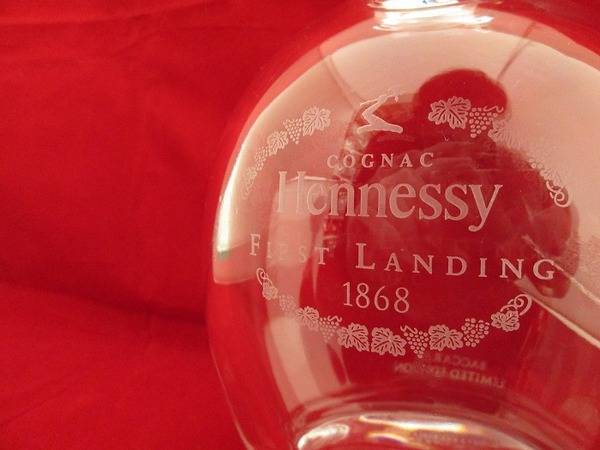 COGNAC
Hennessy
FIRST LANDING
1868
BACCARAT
LIMITED EDITION